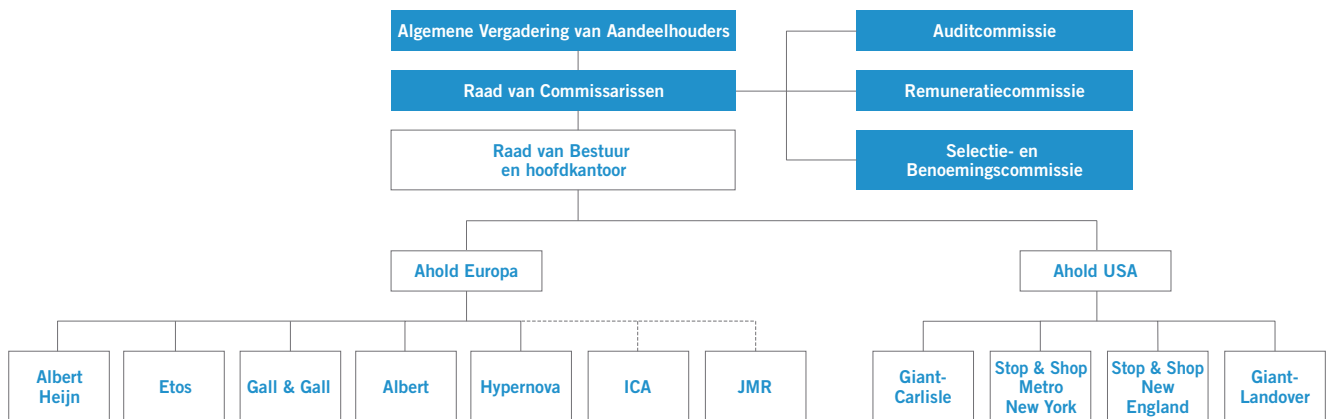 Algemene Vergadering van Aandeelhouders
Auditcommissie
Raad van Commissarissen
Remuneratiecommissie
Raad van Bestuur
en hoofdkantoor
Selectie- en
Benoemingscommissie
Ahold Europa
Ahold USA
Albert
Heijn
Etos
Gall & Gall
Albert
Hypernova
ICA
JMR
Giant-
Carlisle
Stop & Shop
Metro
New York
Stop & Shop
New
England
Giant-
Landover